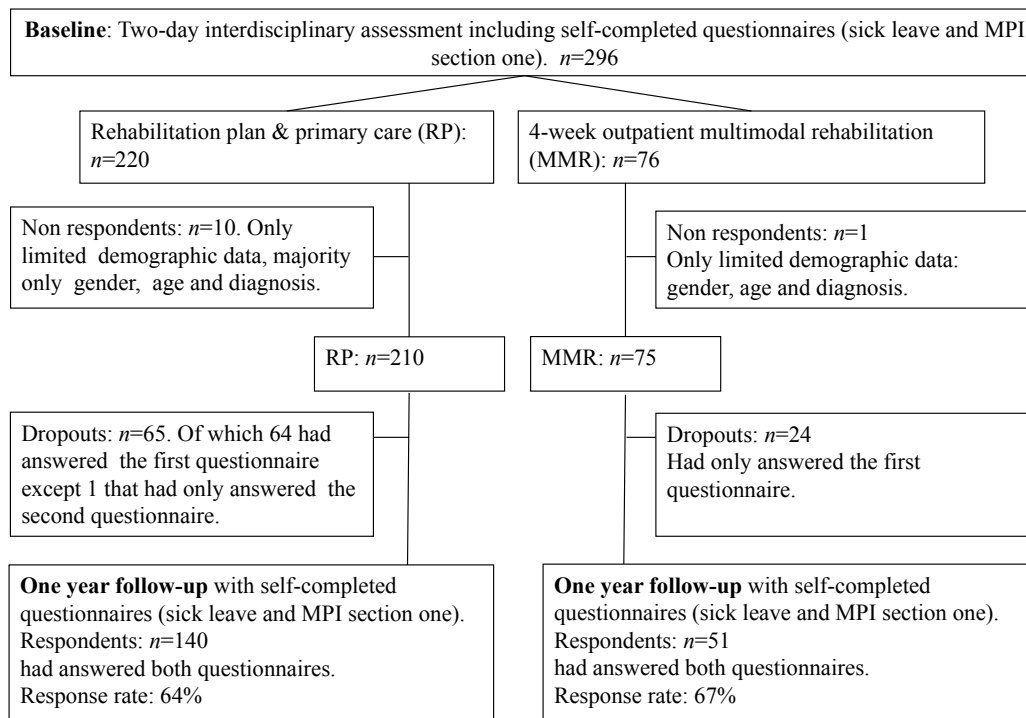 Baseline: Two-day interdisciplinary assessment including self-completed questionnaires (sick leave and MPI
section one). n=296
Rehabilitation plan & primary care (RP):
n=220
4-week outpatient multimodal rehabilitation
(MMR): n=76
Non respondents: n=10. Only
limited demographic data, majority
only gender, age and diagnosis.
Non respondents: n=1
Only limited demographic data:
gender, age and diagnosis.
RP: n=210
MMR: n=75
Dropouts: n=65. Of which 64 had
answered the first questionnaire
except 1 that had only answered the
second questionnaire.
Dropouts: n=24
Had only answered the first
questionnaire.
One year follow-up with self-completed
questionnaires (sick leave and MPI section one).
Respondents: n=140
had answered both questionnaires.
Response rate: 64%
One year follow-up with self-completed
questionnaires (sick leave and MPI section one).
Respondents: n=51
had answered both questionnaires.
Response rate: 67%